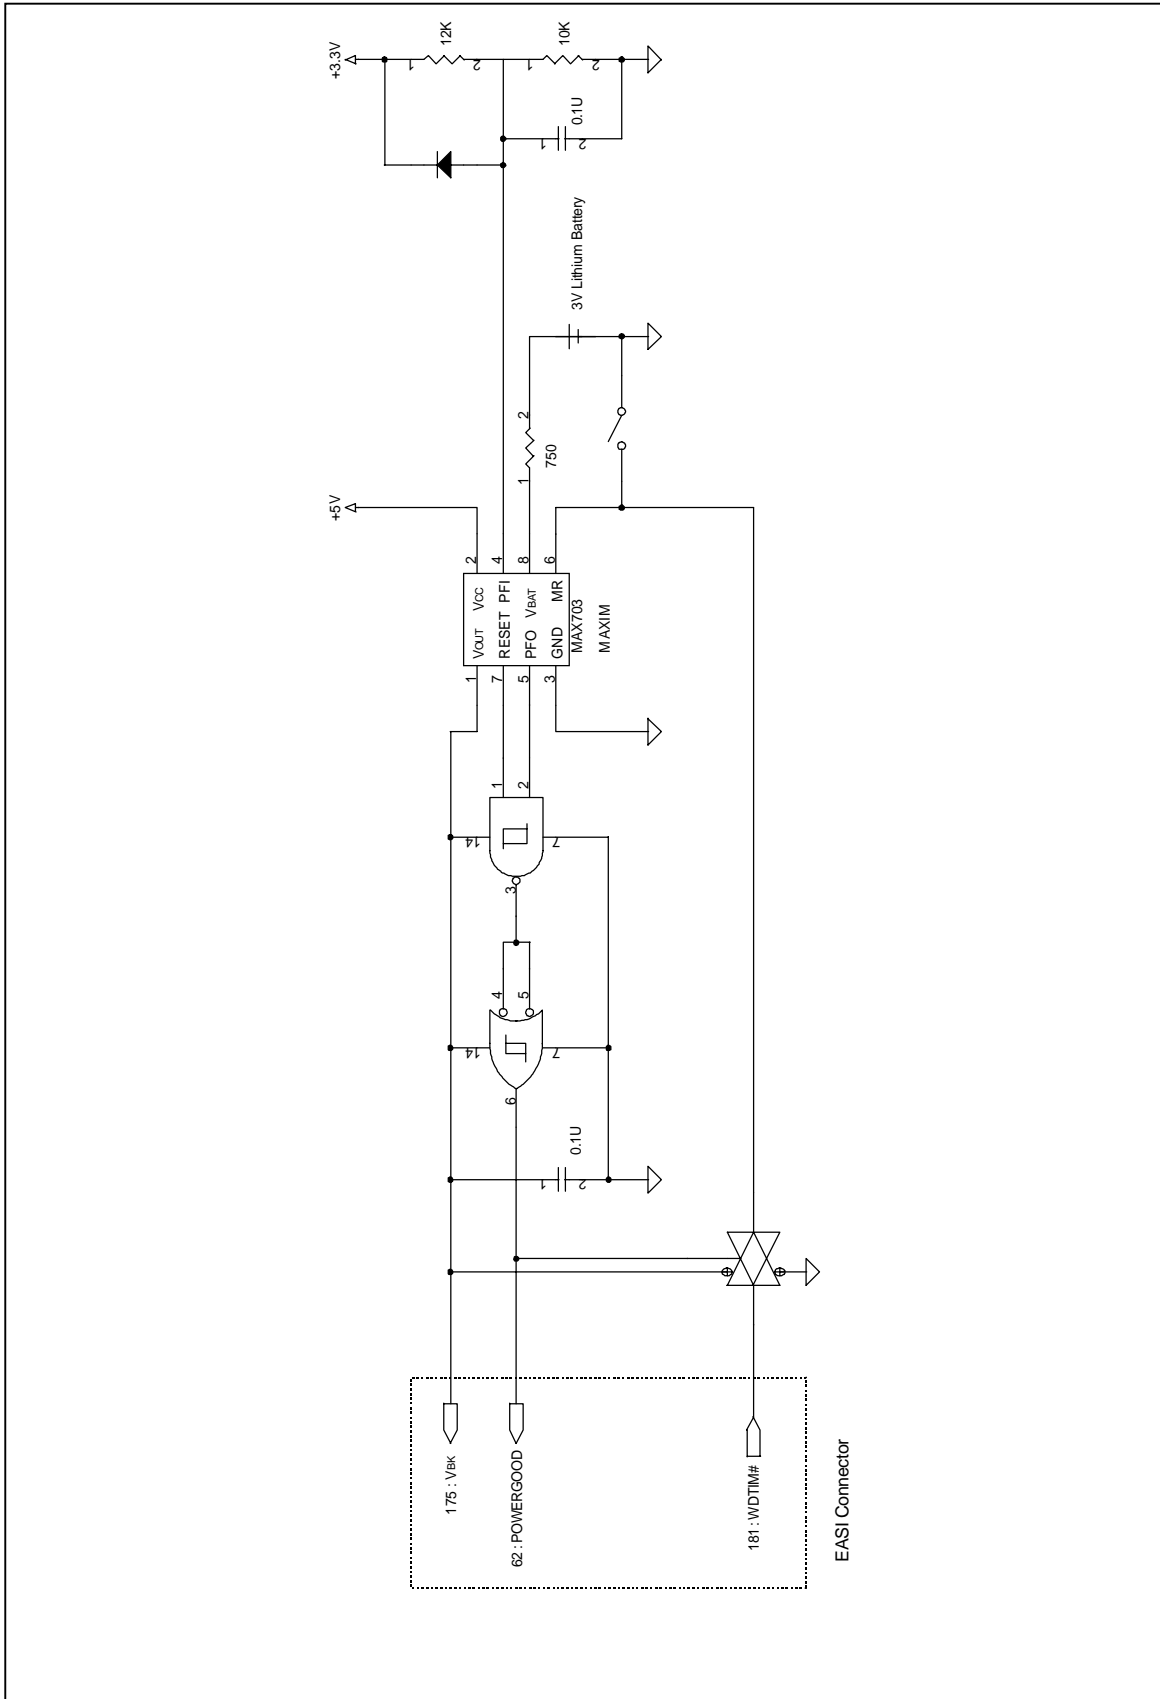 +3.3V
12K
1
2
10K
1
2
0.1U
1
2
3V Lithium Battery
+5V
750
1
2
2
4
8
6
VOUT VCC
RESET PFI
PFO VBAT
GND MR
MAX703
MAXIM
1
7
5
3
1
2
14
7
3
4
5
14
7
6
0.1U
1
2
175 : VBK
62 : POWERGOOD
181 : WDTIM#
EASI Connector